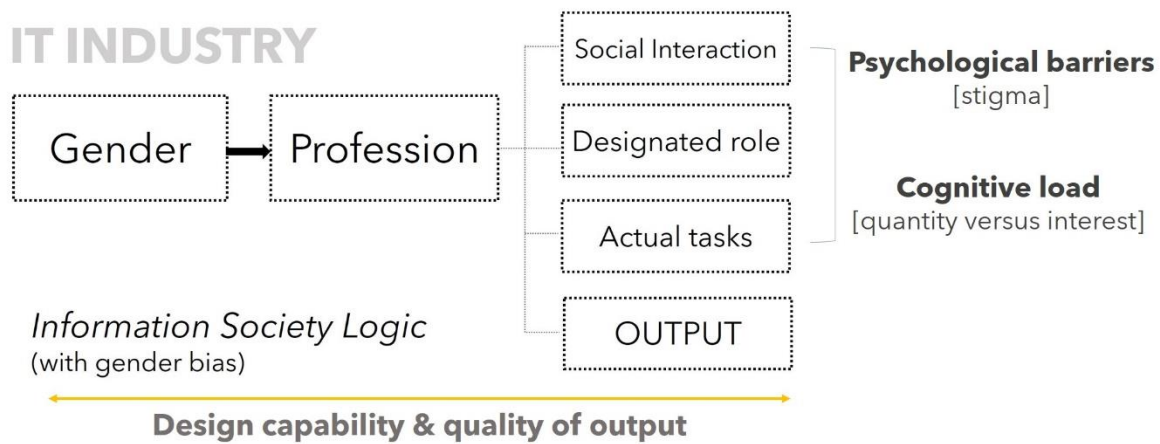 IT INDUSTRY
Gender
Profession
Social Interaction
Designated role
Actual tasks
OUTPUT
Psychological barriers
[stigma]
Cognitive load
[quantity versus interest]
Information Society Logic
(with gender bias)
Design capability & quality of output